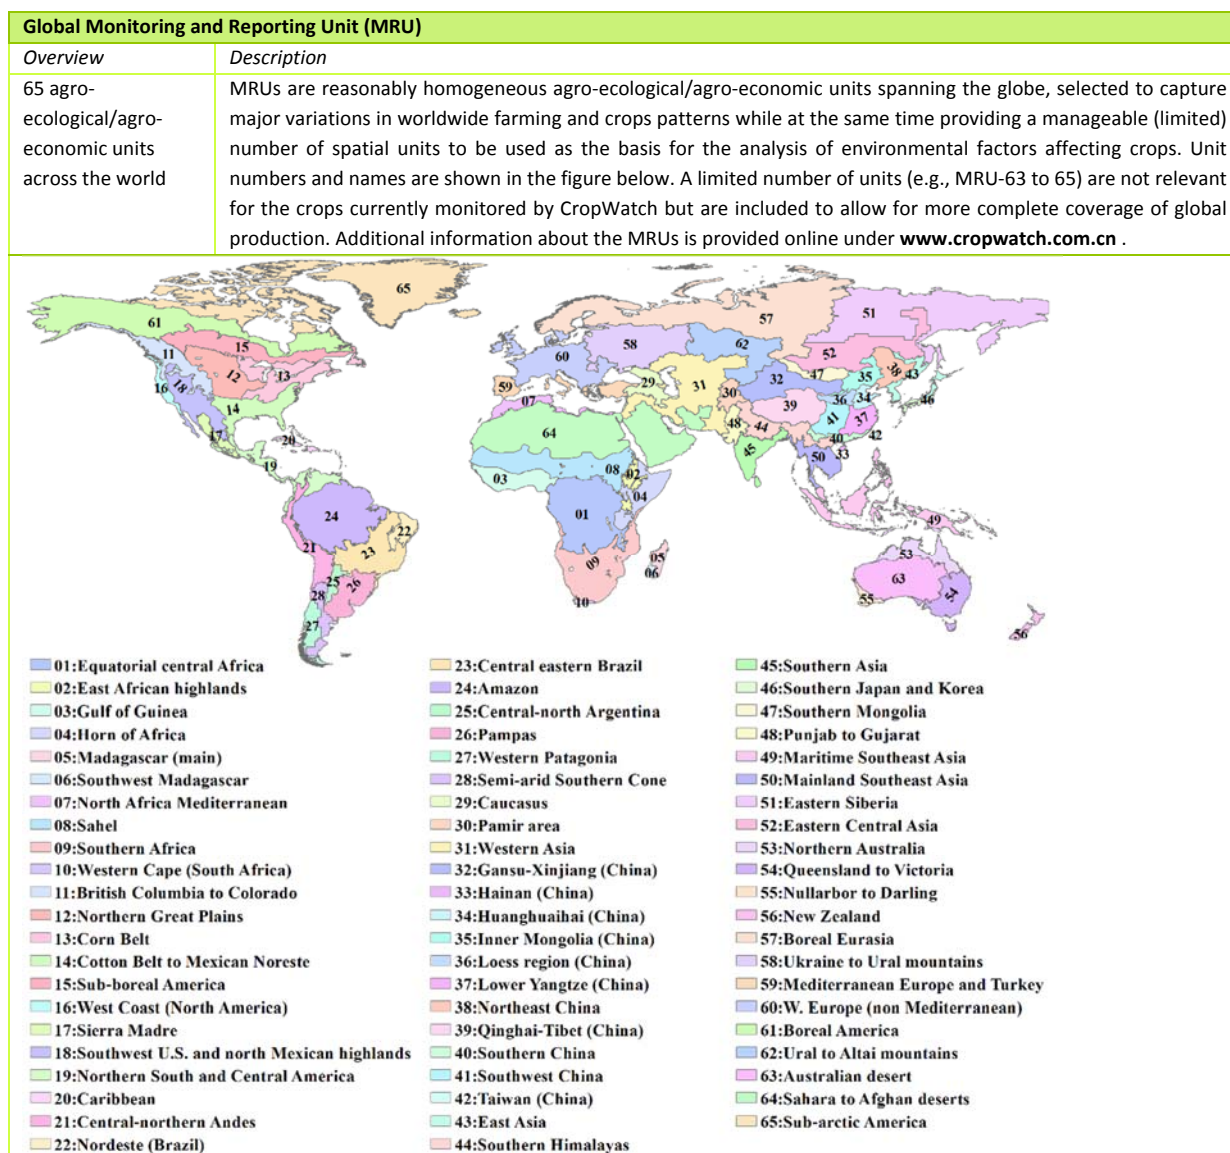 Global Monitoring and Reporting Unit (MRU)
Overview
Description
65 agro-
ecological/agro-
economic units
across the world
MRUs are reasonably homogeneous agro-ecological/agro-economic units spanning the globe, selected to capture
major variations in worldwide farming and crops patterns while at the same time providing a manageable (limited)
number of spatial units to be used as the basis for the analysis of environmental factors affecting crops. Unit
numbers and names are shown in the figure below. A limited number of units (e.g., MRU-63 to 65) are not relevant
for the crops currently monitored by CropWatch but are included to allow for more complete coverage of global
production. Additional information about the MRUs is provided online under www.cropwatch.com.cn .
65
61
57
51
15
58
11
60
62
52
12
13
29
31
32
47
35
38
43
16
18
59
30
36
34
46
14
07
39
41
37
17
20
64
48
44
40
42
19
08
02
45
50
33
03
04
24
01
49
22
21
23
09
05
06
53
25
26
28
10
63
54
55
27
56
01:Equatorial central Africa
02:East African highlands
03:Gulf of Guinea
04:Horn of Africa
05:Madagascar (main)
06:Southwest Madagascar
07:North Africa Mediterranean
08:Sahel
09:Southern Africa
10:Western Cape (South Africa)
11:British Columbia to Colorado
12:Northern Great Plains
13:Corn Belt
14:Cotton Belt to Mexican Noreste
15:Sub-boreal America
16:West Coast (North America)
17:Sierra Madre
18:Southwest U.S. and north Mexican highlands
19:Northern South and Central America
20:Caribbean
21:Central-northern Andes
22:Nordeste (Brazil)
23:Central eastern Brazil
24:Amazon
25:Central-north Argentina
26:Pampas
27:Western Patagonia
28:Semi-arid Southern Cone
29:Caucasus
30:Pamir area
31:Western Asia
32:Gansu-Xinjiang (China)
33:Hainan (China)
34:Huanghuaihai (China)
35:Inner Mongolia (China)
36:Loess region (China)
37:Lower Yangtze (China)
38:Northeast China
39:Qinghai-Tibet (China)
40:Southern China
41:Southwest China
42:Taiwan (China)
43:East Asia
44:Southern Himalayas
45:Southern Asia
46:Southern Japan and Korea
47:Southern Mongolia
48:Punjab to Gujarat
49:Maritime Southeast Asia
50:Mainland Southeast Asia
51:Eastern Siberia
52:Eastern Central Asia
53:Northern Australia
54:Queensland to Victoria
55:Nullarbor to Darling
56:New Zealand
57:Boreal Eurasia
58:Ukraine to Ural mountains
59:Mediterranean Europe and Turkey
60:W. Europe (non Mediterranean)
61:Boreal America
62:Ural to Altai mountains
63:Australian desert
64:Sahara to Afghan deserts
65:Sub-arctic America